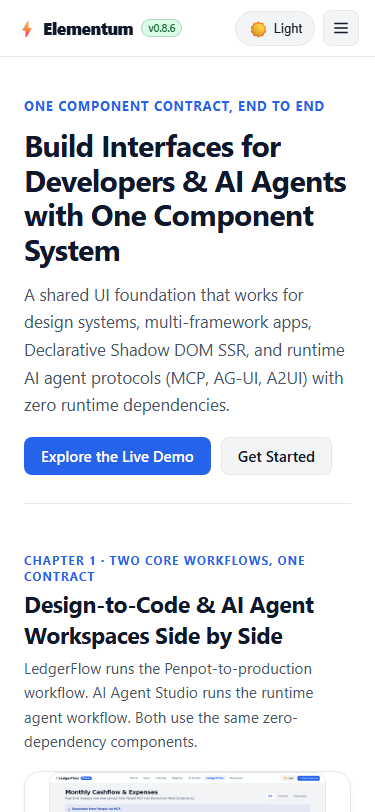 Elementum v0.8.6 Light
ONE COMPONENT CONTRACT, END TO END
Build Interfaces for
Developers & AI Agents
with One Component
System
A shared UI foundation that works for
design systems, multi-framework apps,
Declarative Shadow DOM SSR, and runtime
AI agent protocols (MCP, AG-UI, A2UI) with
zero runtime dependencies.
Explore the Live Demo Get Started
CHAPTER 1 · TWO CORE WORKFLOWS, ONE
CONTRACT
Design-to-Code & AI Agent
Workspaces Side by Side
LedgerFlow runs the Penpot-to-production
workflow. AI Agent Studio runs the runtime
agent workflow. Both use the same zero-
dependency components.
LedgerFlow
Monthly Cashflow & Expenses